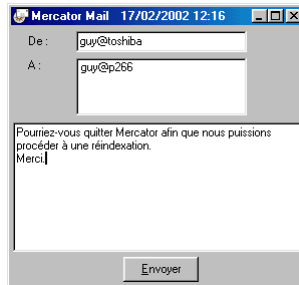 Mercator Mail 17/02/2002 12:16
De :
guy@toshiba
A :
guy@p266
Pourriez-vous quitter Mercator afin que nous puissions
procéder à une réindexation.
Merci.
Envoyer